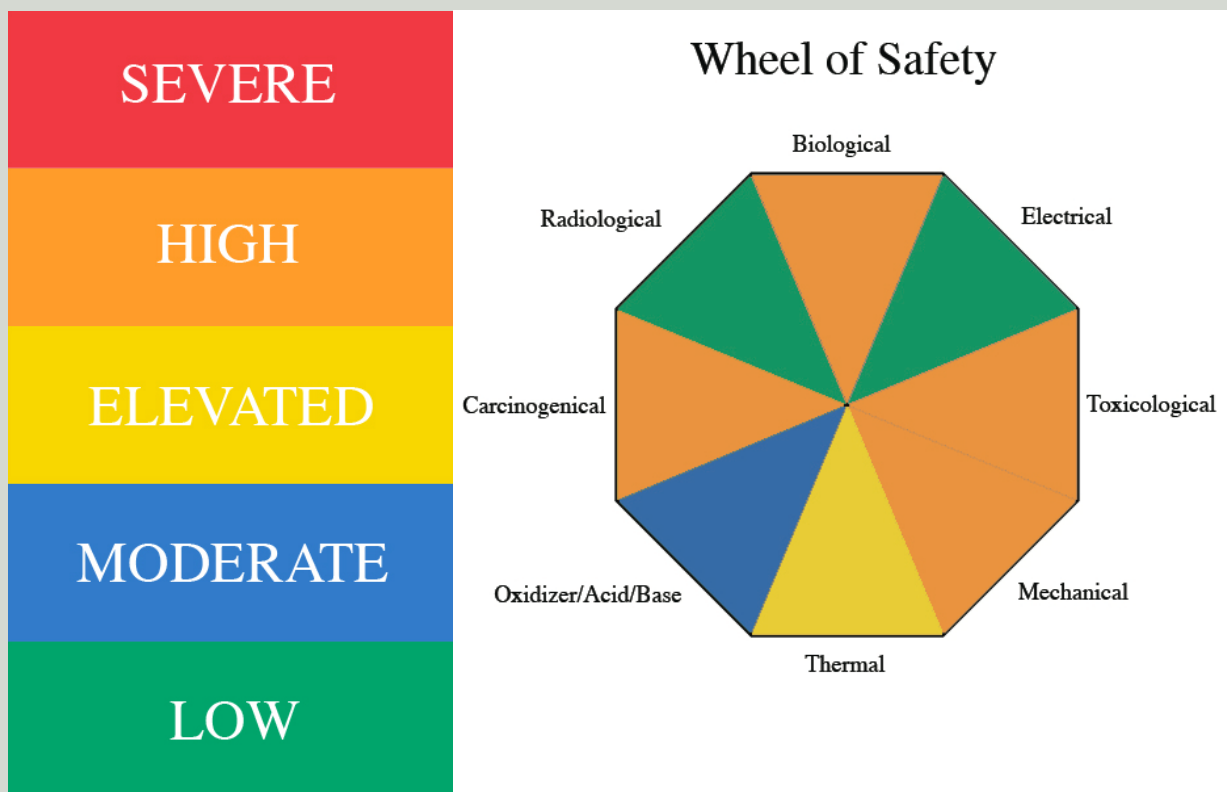 SEVERE
HIGH
ELEVATED
MODERATE
LOW
Wheel of Safety
Biological
Radiological
Electrical
Carcinogenical
Toxicological
Oxidizer/Acid/Base
Mechanical
Thermal